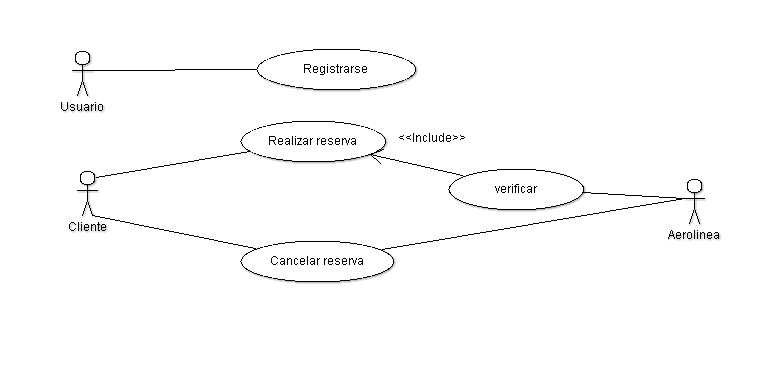 Registrarse
Usuario
Realizar reserva
<<Include>>
verificar
Cliente
Aerolinea
Cancelar reserva